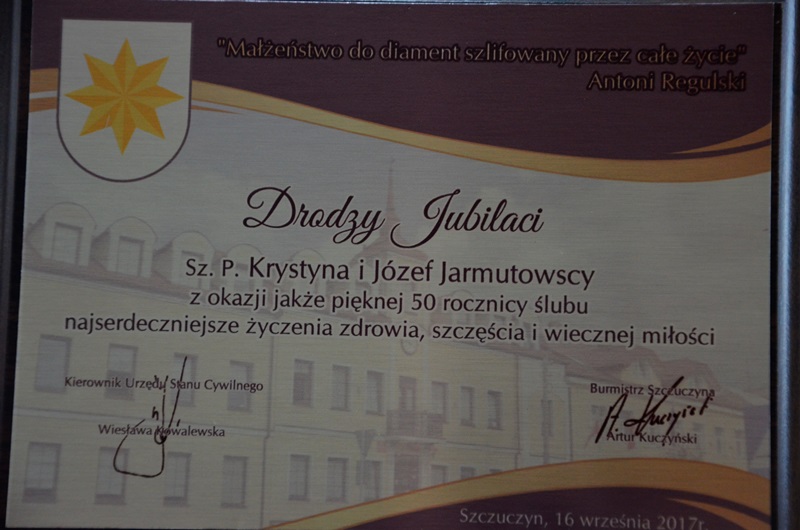 "Małżeństwo do diament szlifowany przez całe życie"
Antoni Regulski
Drodzy Jubilaci
Sz. P. Krystyna i Józef Jarmutowscy
z okazji jakże pięknej 50 rocznicy ślubu
najserdeczniejsze życzenia zdrowia, szczęścia i wiecznej miłości
Kierownik Urzędu Stanu Cywilnego
Wiesława Kowalewska
Burmistrz Szczuczyna
A. Kuczyński
Artur Kuczyński
Szczuczyn, 16 września 2017r.